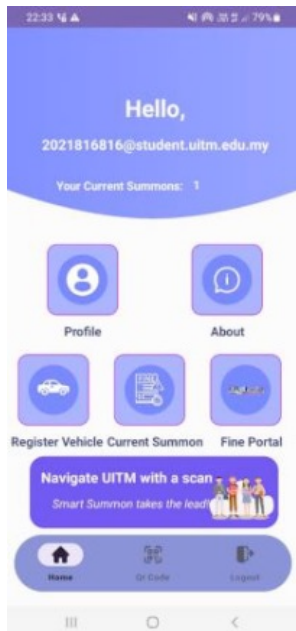 22:33
79%
Hello,
2021816816@student.uitm.edu.my
Your Current Summons: 1
Profile
About
Register Vehicle
Current Summon
Fine Portal
Navigate UITM with a scan
Smart Summon takes the lead!
Home
Qr Code
Logout